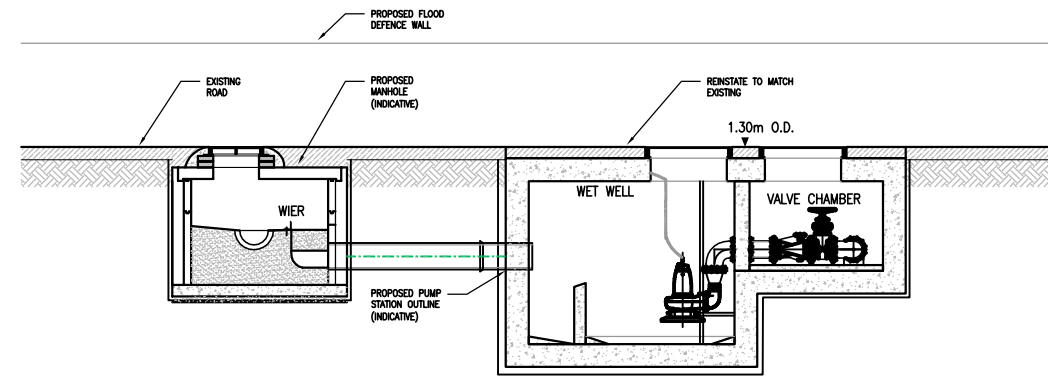 PROPOSED FLOOD
DEFENCE WALL
EXISTING
ROAD
PROPOSED
MANHOLE
(INDICATIVE)
REINSTATE TO MATCH
EXISTING
1.30m O.D.
WIER
WET WELL
VALVE CHAMBER
PROPOSED PUMP
STATION OUTLINE
(INDICATIVE)